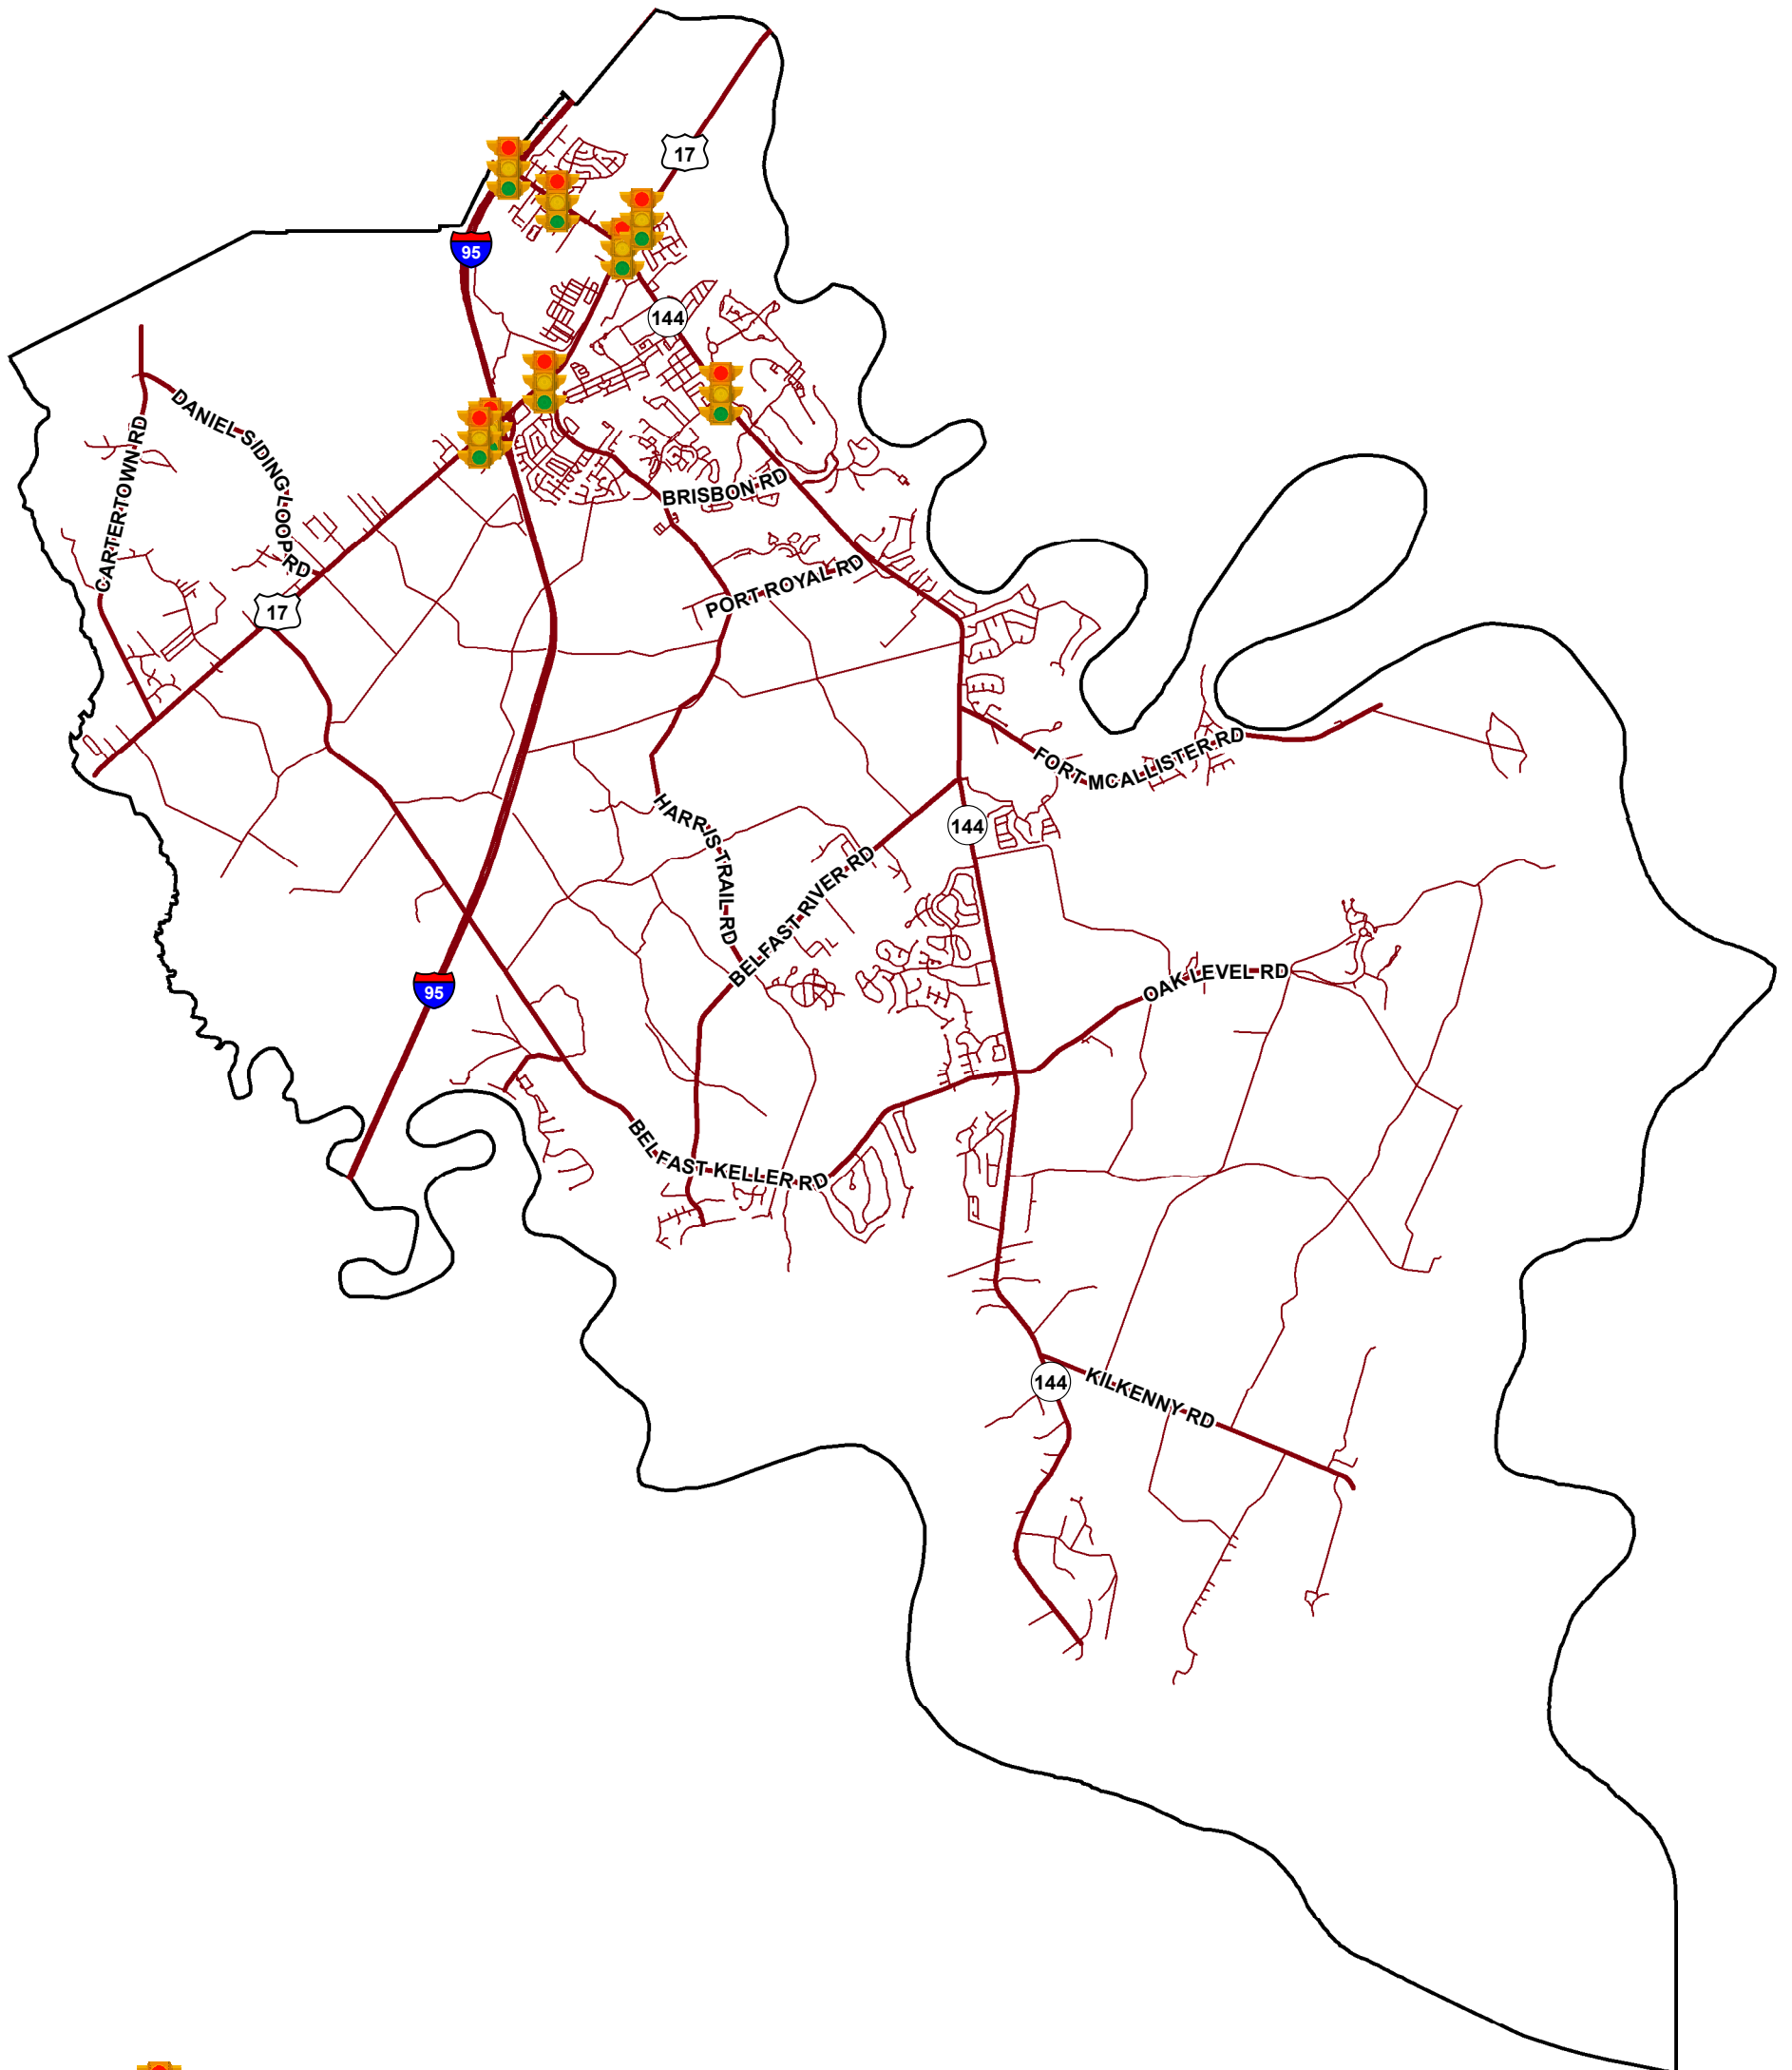 17
95
144
DANIEL SIDING LOOP RD
CARTERTOWN RD
BRISBON RD
PORT ROYAL RD
17
FORT MCALLISTER RD
HARRIS TRAIL RD
144
BELFAST RIVER RD
OAK LEVEL RD
95
BELFAST KELLER RD
144
KILKENNY RD